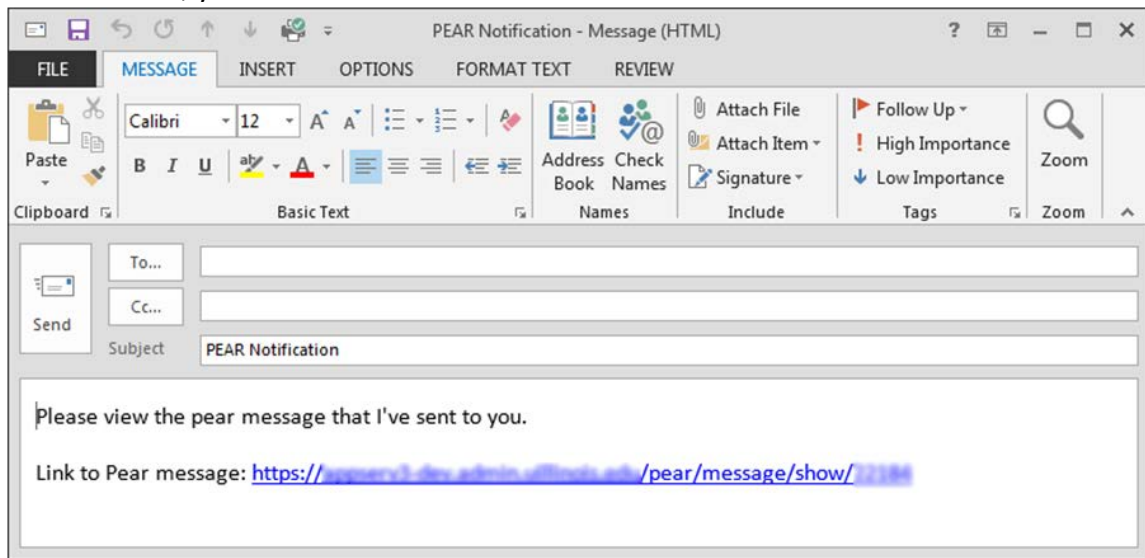 PEAR Notification - Message (HTML) ?
FILE MESSAGE INSERT OPTIONS FORMAT TEXT REVIEW
Calibri 12 A A Attach File Follow Up
Attach Item High Importance
Paste B I U aby A Address Check Signature Low Importance Zoom
Book Names
Clipboard Basic Text Names Include Tags Zoom
To...
Cc...
Send
Subject PEAR Notification
Please view the pear message that I've sent to you.
Link to Pear message: https:// /pear/message/show/